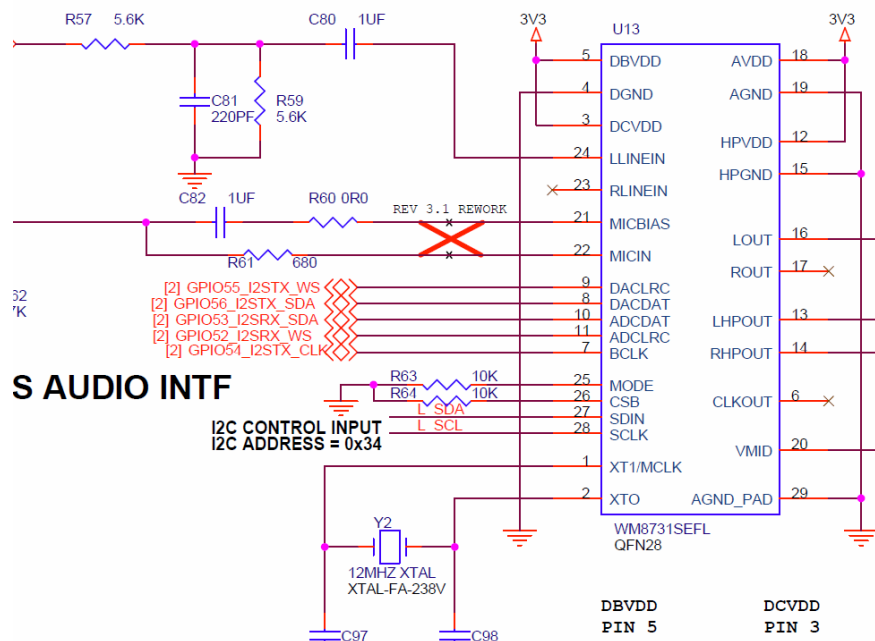 R57 5.6K
C80 1UF
3V3
U13
3V3
C81
220PF
R59
5.6K
5 DBVDD AVDD 18
4 DGND AGND 19
3 DCVDD
HPVDD 12
24 LLINEIN HPGND 15
23 RLINEIN
C82 1UF
R60 0R0
REV 3.1 REWORK
21 MICBIAS
LOUT 16
R61 680
22 MICIN
ROUT 17
[2] GPIO55_I2STX_WS 9 DACLRC
[2] GPIO56_I2STX_SDA 8 DACDAT
[2] GPIO53_I2SRX_SDA 10 ADCDAT LHPOUT 13
[2] GPIO52_I2SRX_WS 11 ADCLRC
[2] GPIO54_I2STX_CLK 7 BCLK RHPOUT 14
62
7K
S AUDIO INTF
R63 10K 25 MODE
R64 10K 26 CSB CLKOUT 6
L_SDA 27 SDIN
L_SCL 28 SCLK
I2C CONTROL INPUT
I2C ADDRESS = 0x34
VMID 20
1 XT1/MCLK
2 XTO AGND_PAD 29
Y2
12MHZ XTAL
XTAL-FA-238V
WM8731SEFL
QFN28
C97 C98
DBVDD DCVDD
PIN 5 PIN 3